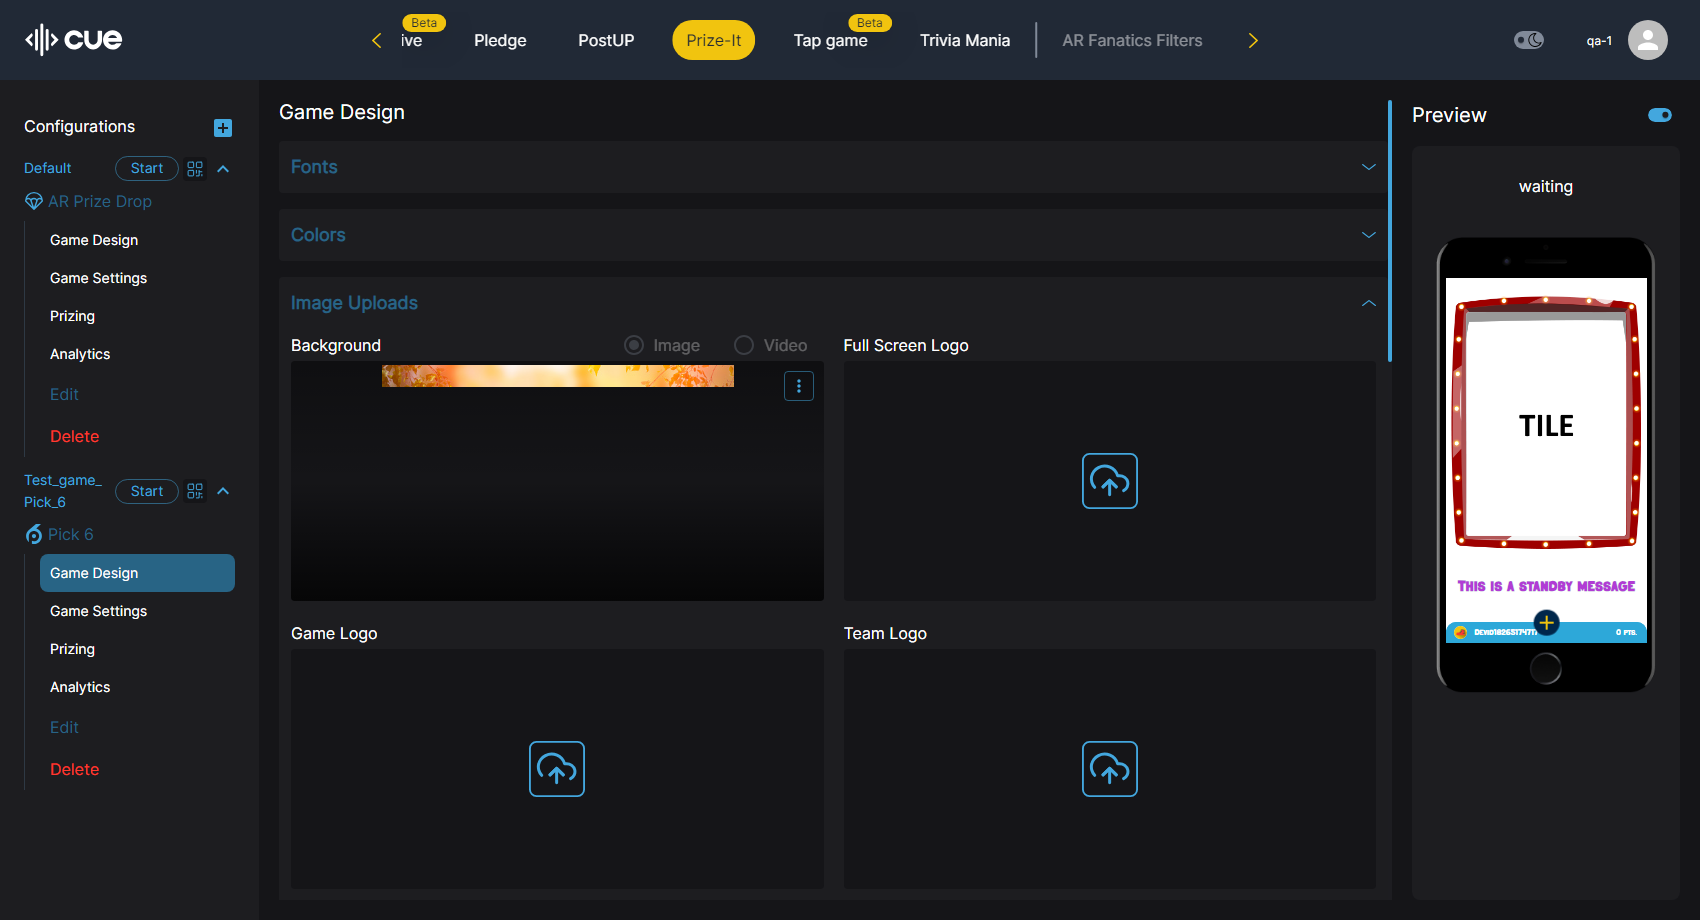 cue
Beta
ive
Pledge
PostUP
Prize-It
Beta
Tap game
Trivia Mania
AR Fanatics Filters
qa-1
Configurations
Default
Start
AR Prize Drop
Game Design
Game Settings
Prizing
Analytics
Edit
Delete
Test_game_
Pick_6
Start
Pick 6
Game Design
Game Settings
Prizing
Analytics
Edit
Delete
Game Design
Fonts
Colors
Image Uploads
Background
Image
Video
Full Screen Logo
Game Logo
Team Logo
Preview
waiting
TILE
This is a standby message
0 pts.